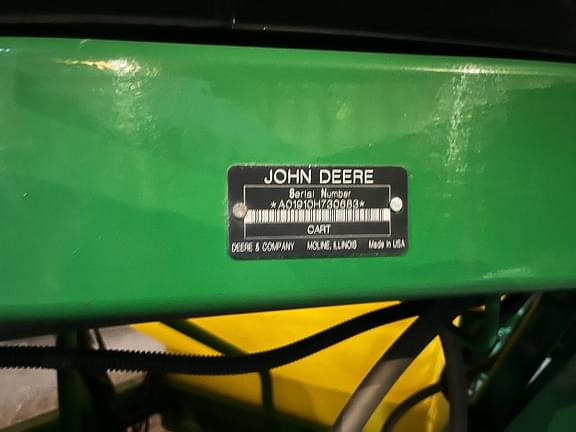 JOHN DEERE
Serial Number
*A01910H730683*
CART
DEERE & COMPANY MOLINE, ILLINOIS Made in USA